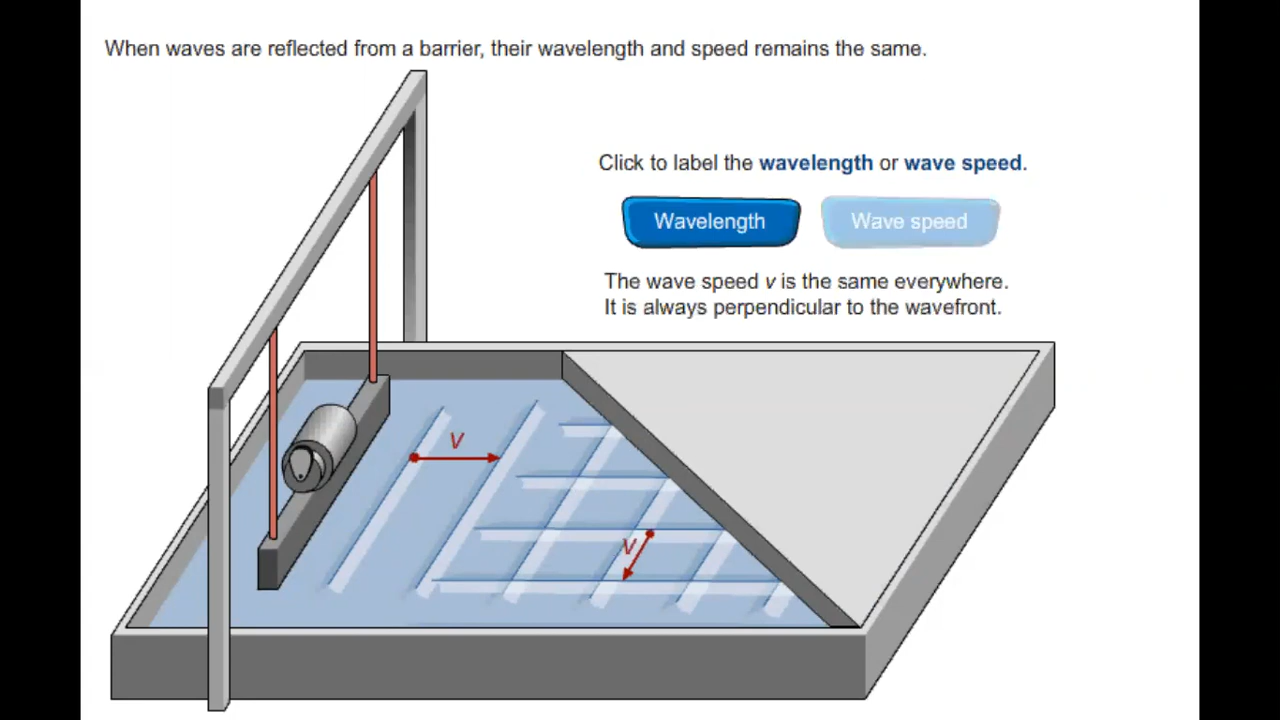 When waves are reflected from a barrier, their wavelength and speed remains the same.
Click to label the wavelength or wave speed.
Wavelength Wave speed
The wave speed v is the same everywhere.
It is always perpendicular to the wavefront.
V
V